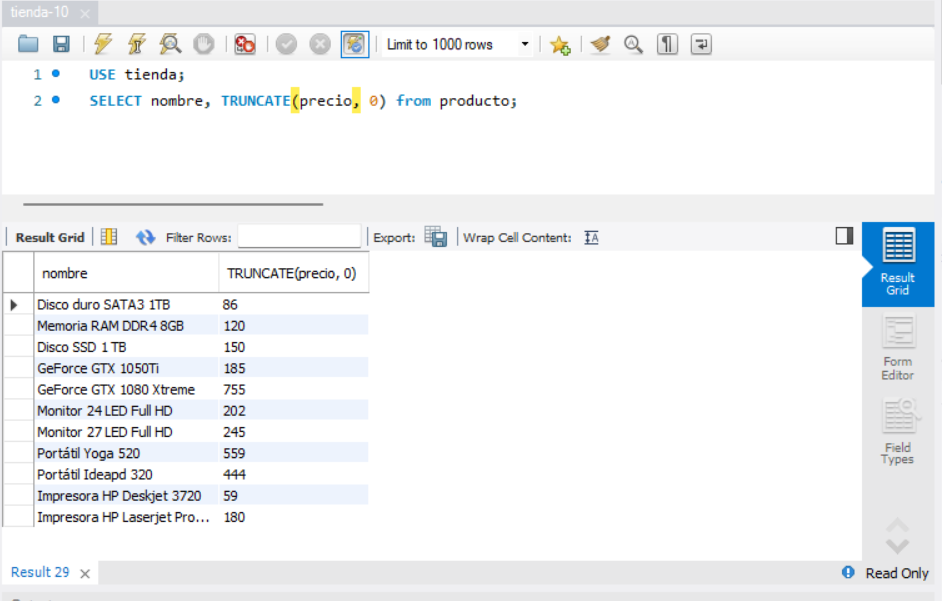 tienda-10
Limit to 1000 rows
1 USE tienda;
2 SELECT nombre, TRUNCATE(precio, 0) from producto;
Result Grid Filter Rows: Export: Wrap Cell Content:
nombre TRUNCATE(precio, 0)
Disco duro SATA3 1TB 86
Memoria RAM DDR4 8GB 120
Disco SSD 1 TB 150
GeForce GTX 1050Ti 185
GeForce GTX 1080 Xtreme 755
Monitor 24 LED Full HD 202
Monitor 27 LED Full HD 245
Portátil Yoga 520 559
Portátil Ideapd 320 444
Impresora HP Deskjet 3720 59
Impresora HP Laserjet Pro... 180
Result
Grid
Form
Editor
Field
Types
Result 29 Read Only